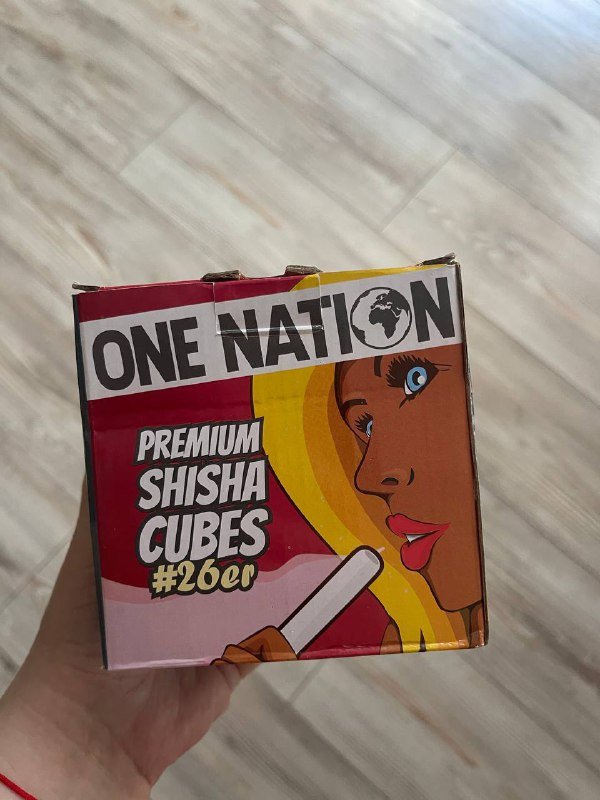 ONE NATION
PREMIUM
SHISHA
CUBES
#26er